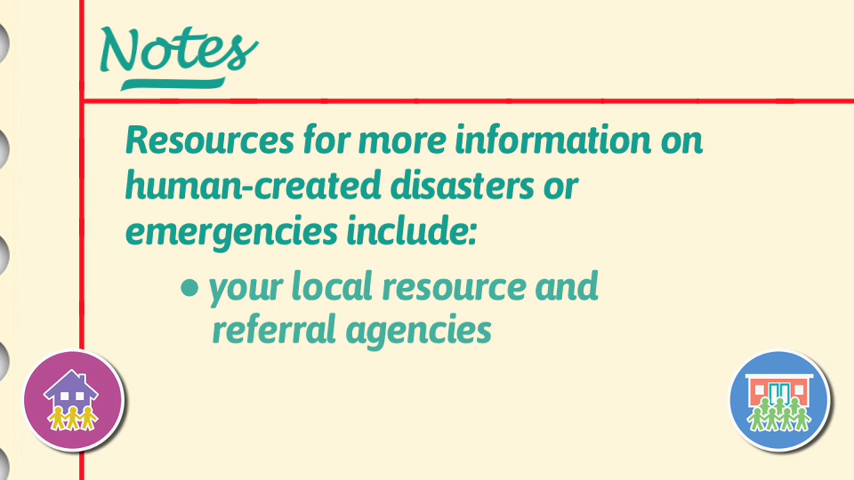 Notes
Resources for more information on
human-created disasters or
emergencies include:
● your local resource and
referral agencies